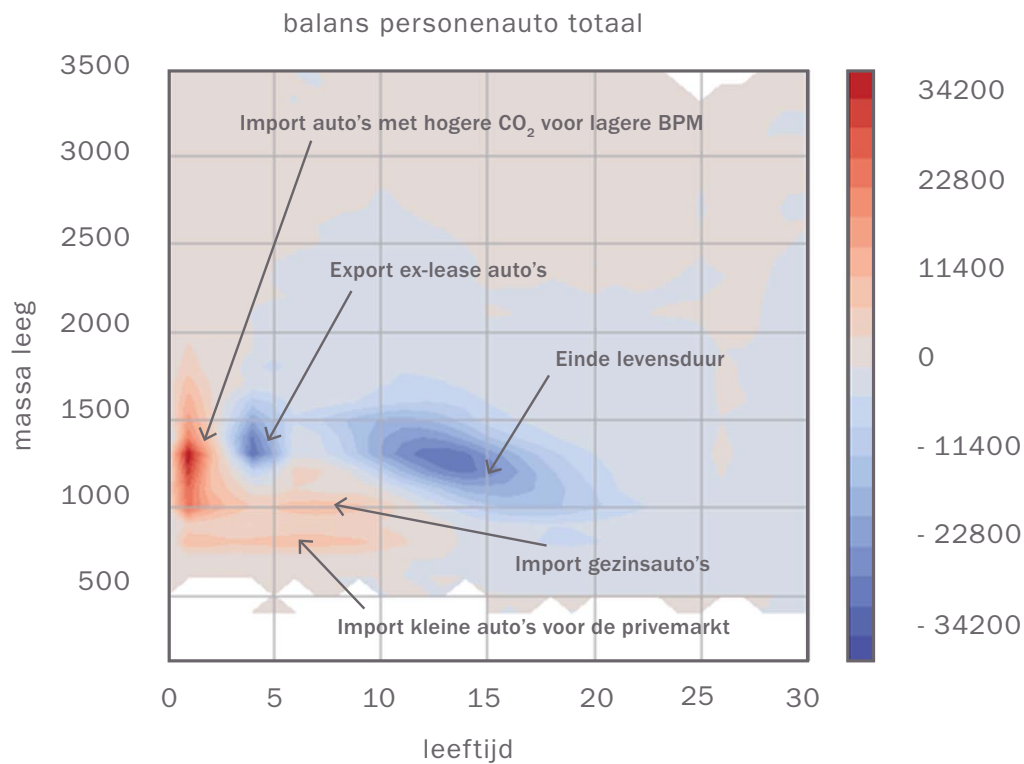 balans personenauto totaal
3500
3000
2500
2000
1500
1000
500
massa leeg
Import auto's met hogere CO₂ voor lagere BPM
Export ex-lease auto's
Einde levensduur
Import gezinsauto's
Import kleine auto's voor de privemarkt
0 5 10 15 20 25 30
leeftijd
34200
22800
11400
0
- 11400
- 22800
- 34200